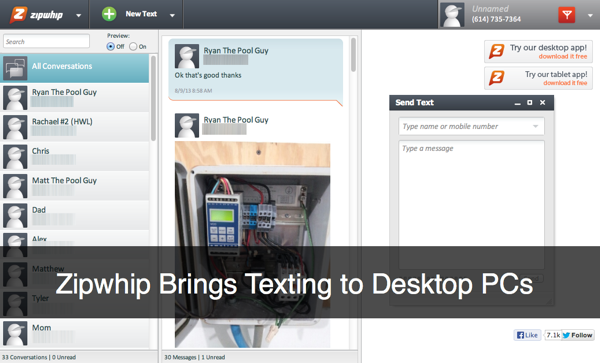 zipwhip
New Text
Unnamed
(614) 735-7364
Search
Preview:
Off On
All Conversations
Ryan The Pool Guy
Rachael #2 (HWL)
Chris
Matt The Pool Guy
Dad
Alex
Matthew
Tyler
Mom
33 Conversations | 0 Unread
Ryan The Pool Guy
Ok that's good thanks
8/9/13 8:58 AM
Ryan The Pool Guy
30 Messages | 1 Unread
Try our desktop app!
download it free
Try our tablet app!
download it free
Send Text
Type name or mobile number
Type a message
Zipwhip Brings Texting to Desktop PCs
Like 7.1k Follow